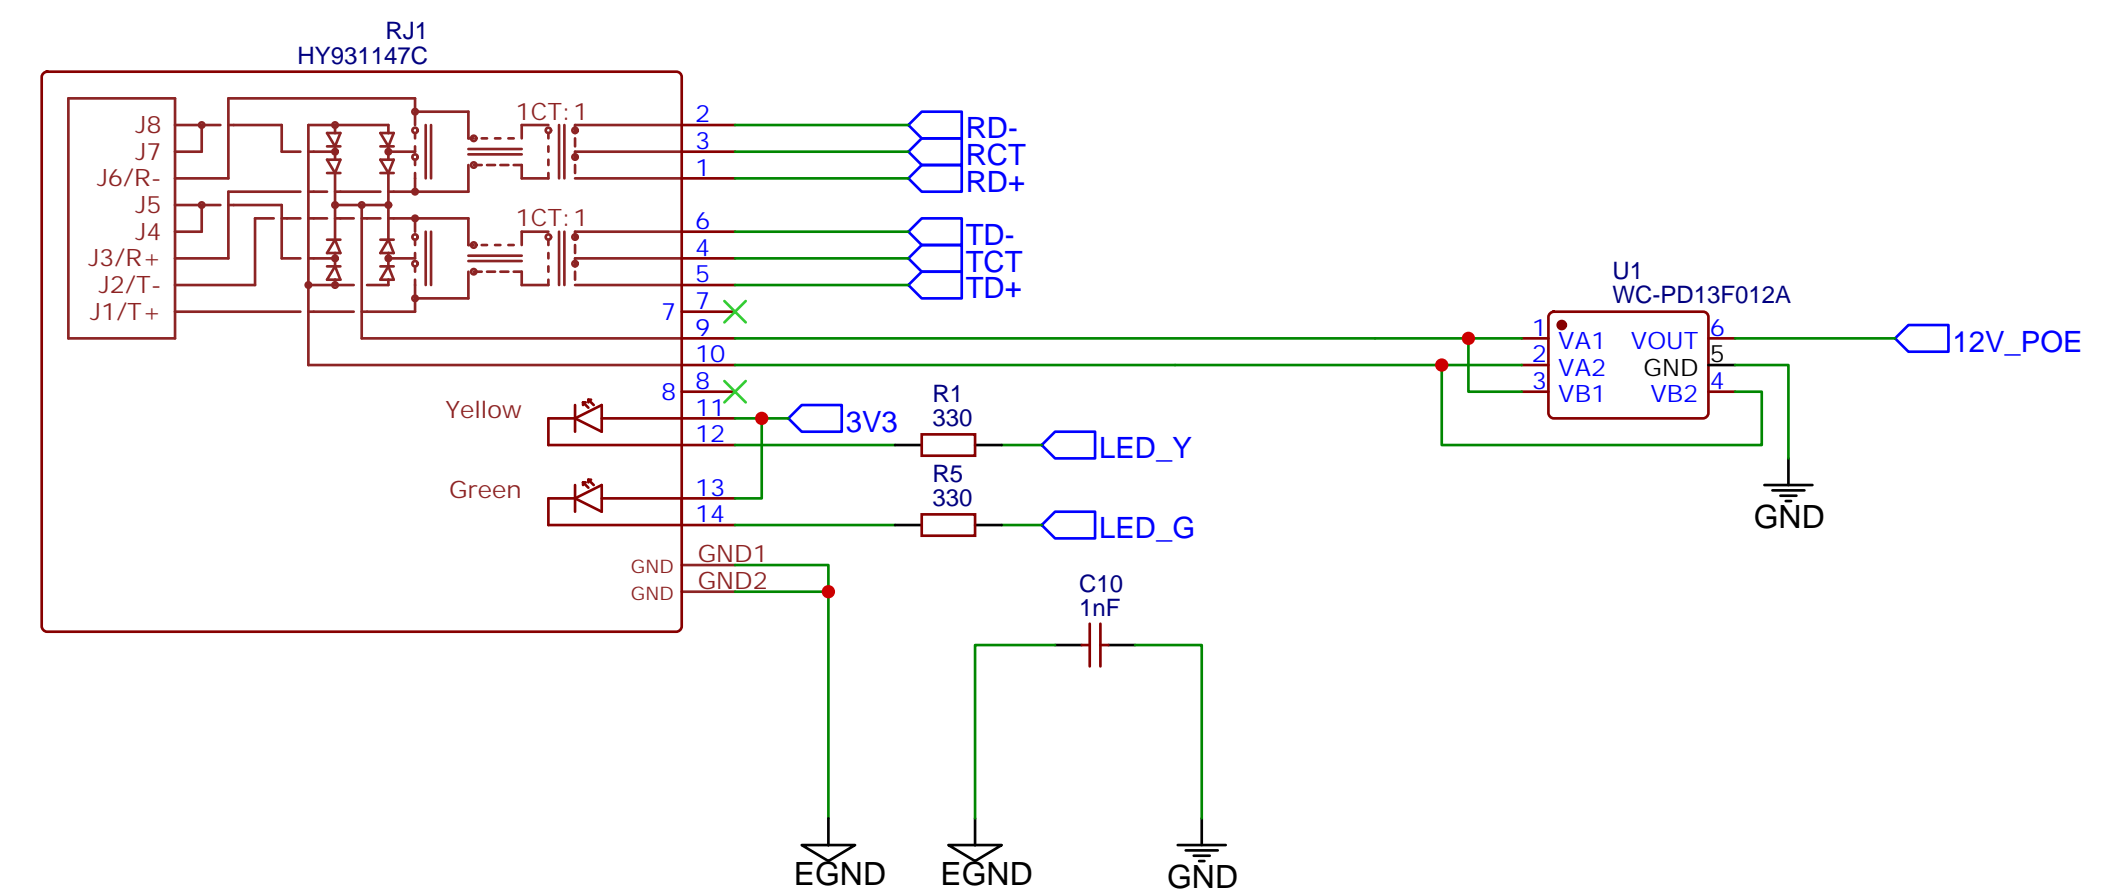 RJ1
HY931147C
J8
J7
J6/R-
J5
J4
J3/R+
J2/T-
J1/T+
1CT:1
1CT:1
2
3
1
6
4
5
7
7
9
10
8
8
11
12
13
14
Yellow
Green
GND
GND1
GND
GND2
RD-
RCT
RD+
TD-
TCT
TD+
3V3
R1
330
LED_Y
R5
330
LED_G
U1
WC-PD13F012A
1
VA1
VOUT
6
2
VA2
GND
5
3
VB1
VB2
4
12V_POE
GND
C10
1nF
EGND
EGND
GND